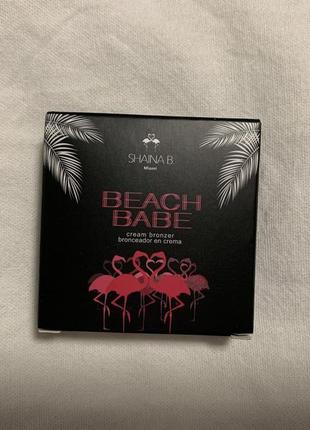 SHAINA B.
Miami
BEACH
BABE
cream bronzer
bronceador en crema